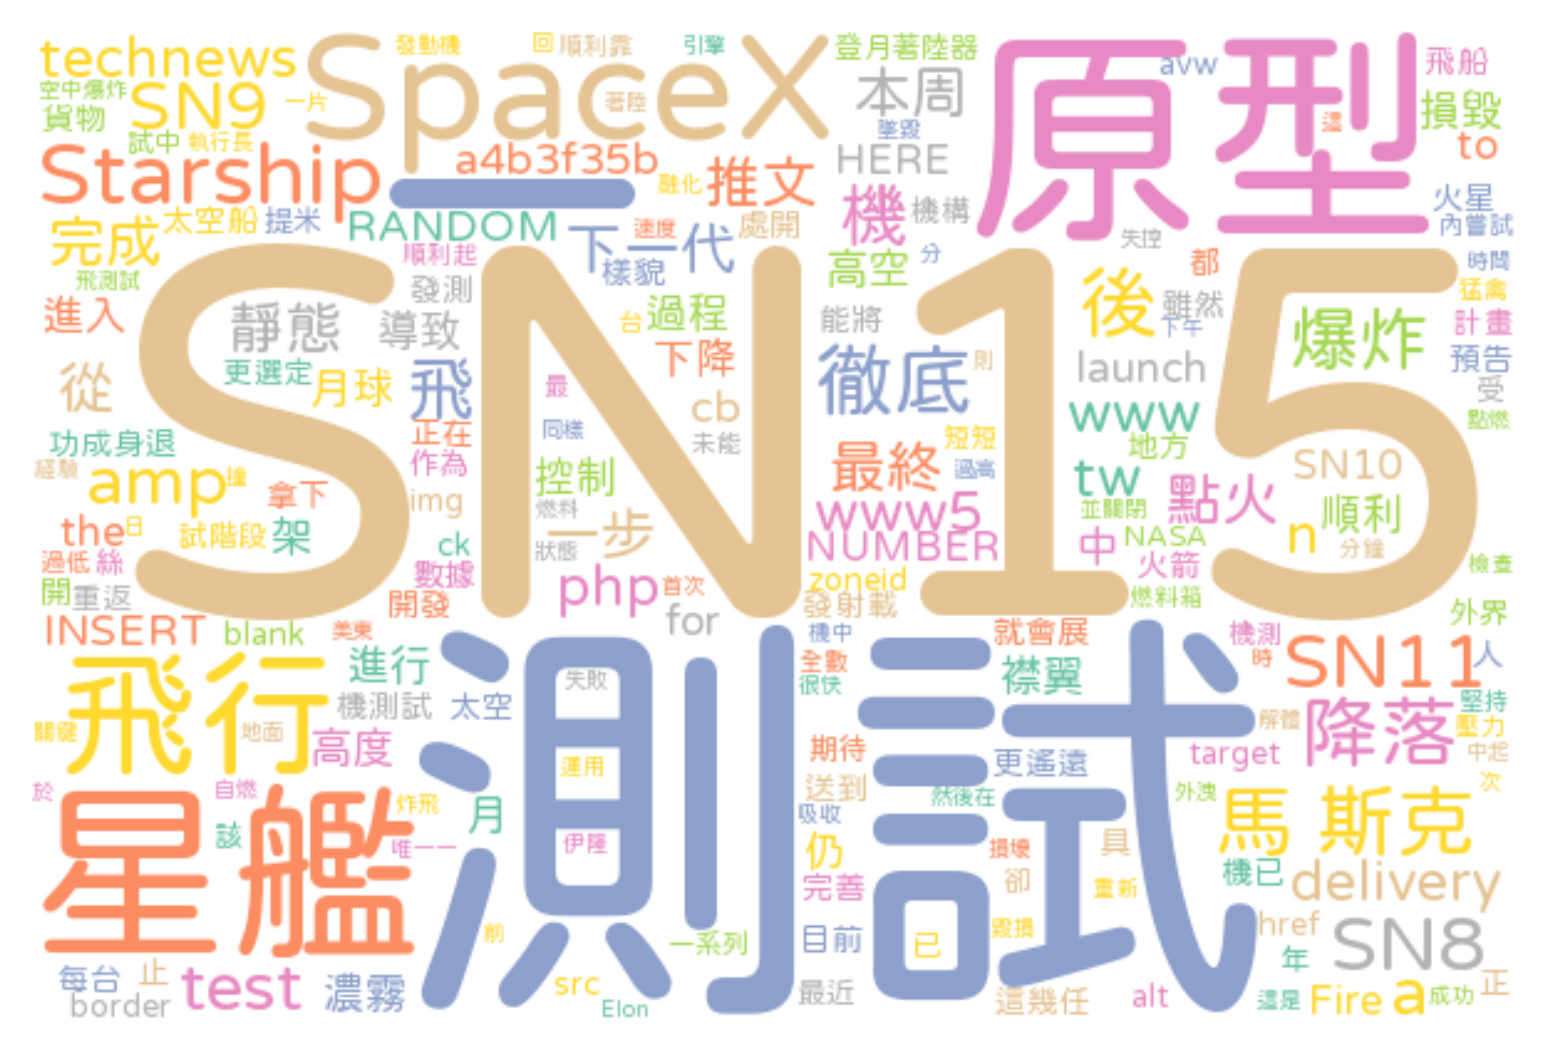 technews
SpaceX
發動機
回
順利靠
引擎
登月著陸器
原型
avw
飛船
空中爆炸
SN9
一片
著陸
本周
損毀
貨物
墜毀
這
試中
執行長
Starship
a4b3f35b
推文
HERE
to
一
融化
機
機構
火星
完成
太空船
提米
RANDOM
下一代
速度
處開
失控
內嘗試
順利起
樣貌
高空
分
都
時間
飛測試
發測
SN15
後
雖然
猛禽
進入
靜態
導致
台
過程
能將
下午
爆炸
計畫
下降
徹底
則
launch
預告
從
更選定
月球
飛
最
受
cb
www
點燃
功成身退
正在
同樣
未能
短短
地方
經驗
amp
撞
作為
控制
最終
過高
tw
SN10
拿下
img
燃料
www5
點火
順利
the
日
試階段
架
ck
狀態
一步
NUMBER
並關閉
NASA
中
n
分鐘
過低
絲
數據
php
首次
zoneid
火箭
檢查
開
重返
開發
for
發射載
燃料箱
外界
INSERT
blank
美東
測試
機中
就會展
機測
時
SN11
人
飛行
進行
失敗
全數
很快
襟翼
機測試
太空
堅持
關鍵
地面
高度
期待
更遙遠
解體
降落
壓力
target
中起
運用
送到
然後在
外洩
次
於
自燃
炸飛
月
吸收
馬斯克
星艦
該
唯一一
伊隆
仍
損壞
具
完善
卻
重新
機已
delivery
前
一系列
目前
已
毀損
href
SN8
年
每台
止
test
濃霧
src
最近
這幾任
alt
這是
Fire
a
成功
正
border
Elon